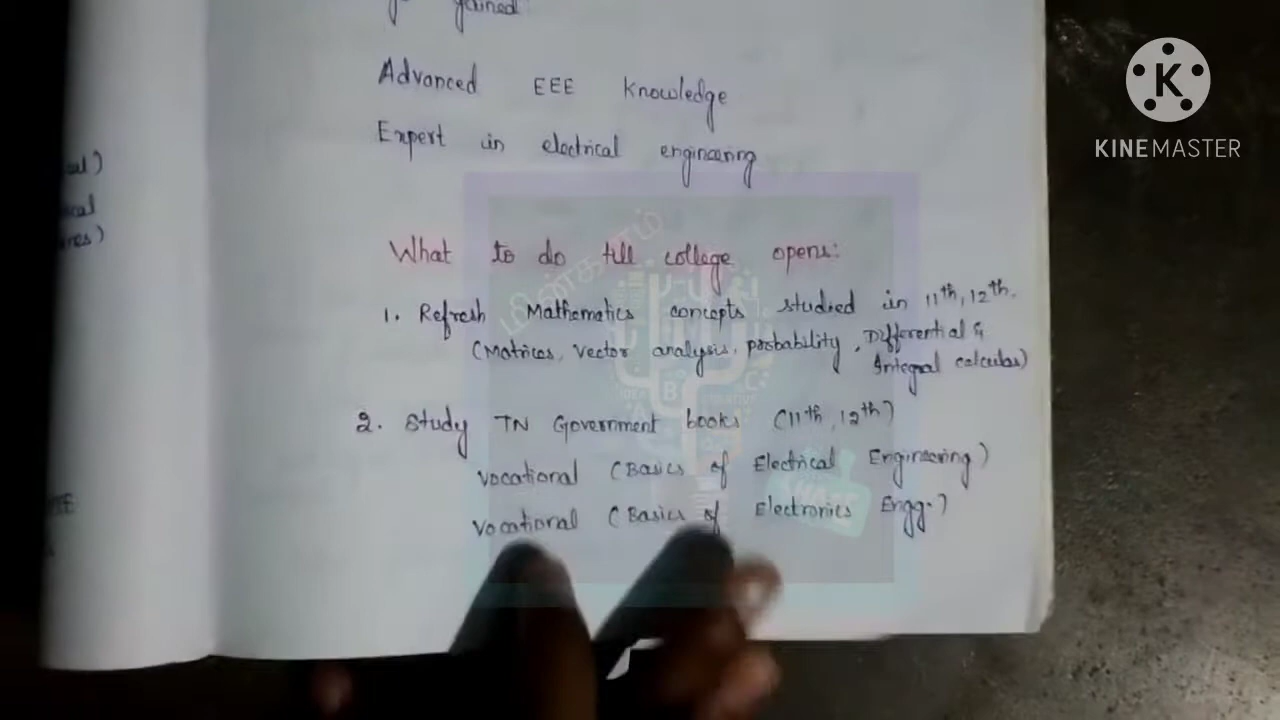 gained:
Advanced EEE Knowledge
Expert in electrical engineering
What to do till college opens:
1. Refresh Mathematics concepts studied in 11th, 12th.
(Matrices, Vector analysis, probability, Differential &
Integral calculus)
2. Study TN Government books (11th, 12th)
Vocational (Basics of Electrical Engineering)
Vocational (Basics of Electronics Engg.)
K
KINEMASTER